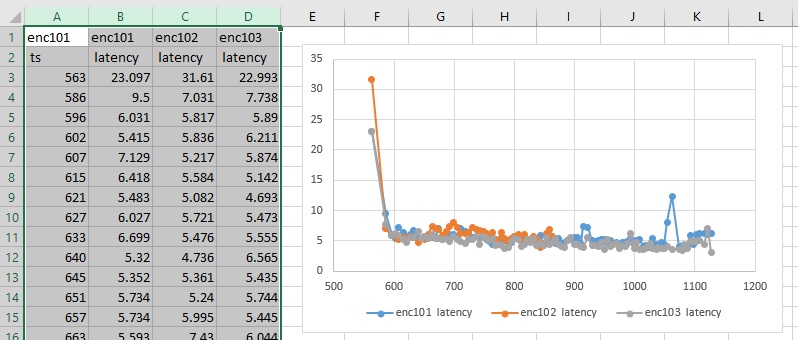 A B C D E F G H I J K L
1 enc101 enc101 enc102 enc103
2 ts latency latency latency
3 563 23.097 31.61 22.993
4 586 9.5 7.031 7.738
5 596 6.031 5.817 5.89
6 602 5.415 5.836 6.211
7 607 7.129 5.217 5.874
8 615 6.418 5.584 5.142
9 621 5.483 5.082 4.693
10 627 6.027 5.721 5.473
11 633 6.699 5.476 5.555
12 640 5.32 4.736 6.565
13 645 5.352 5.361 5.435
14 651 5.734 5.24 5.744
15 657 5.734 5.995 5.445
16 663 5.593 7.43 6.044
35
30
25
20
15
10
5
0
500 600 700 800 900 1000 1100 1200
enc101 latency enc102 latency enc103 latency